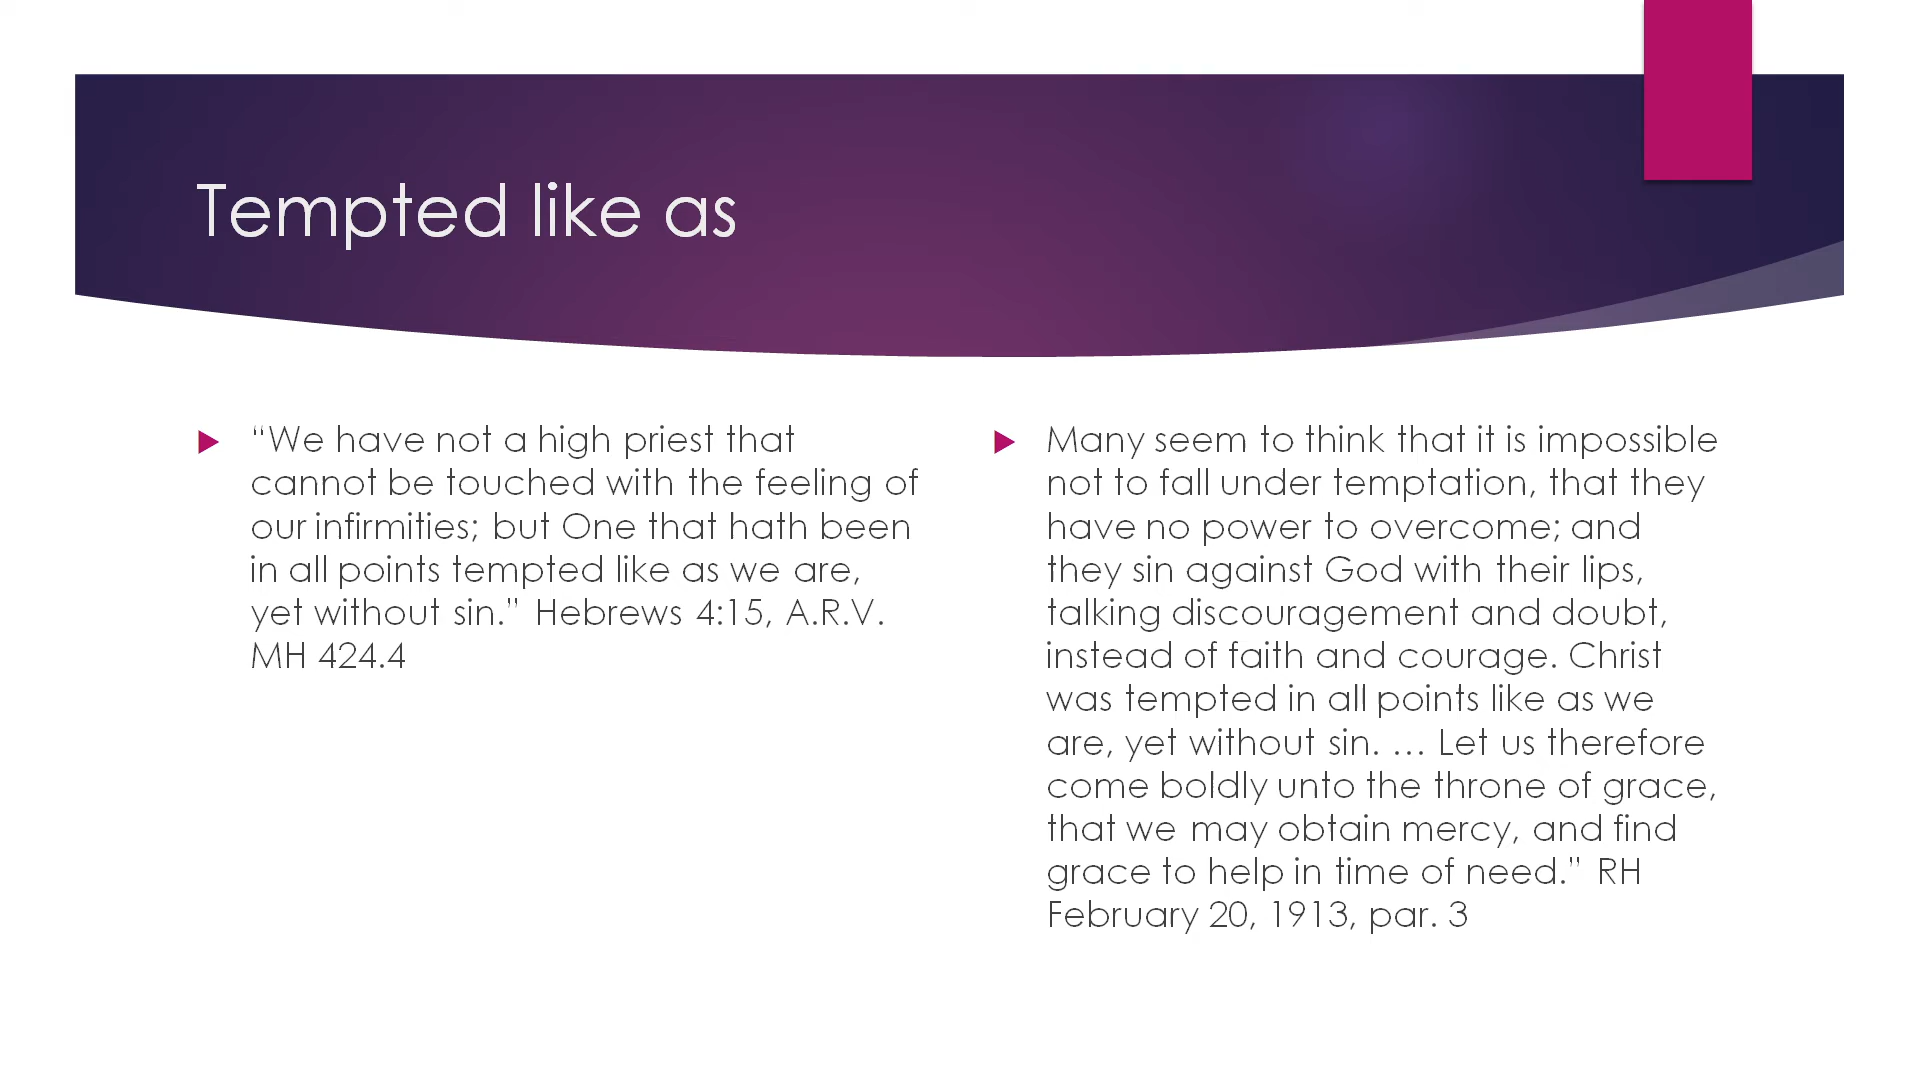 Tempted like as
“We have not a high priest that
cannot be touched with the feeling of
our infirmities; but One that hath been
in all points tempted like as we are,
yet without sin.” Hebrews 4:15, A.R.V.
MH 424.4
Many seem to think that it is impossible
not to fall under temptation, that they
have no power to overcome; and
they sin against God with their lips,
talking discouragement and doubt,
instead of faith and courage. Christ
was tempted in all points like as we
are, yet without sin. … Let us therefore
come boldly unto the throne of grace,
that we may obtain mercy, and find
grace to help in time of need.” RH
February 20, 1913, par. 3